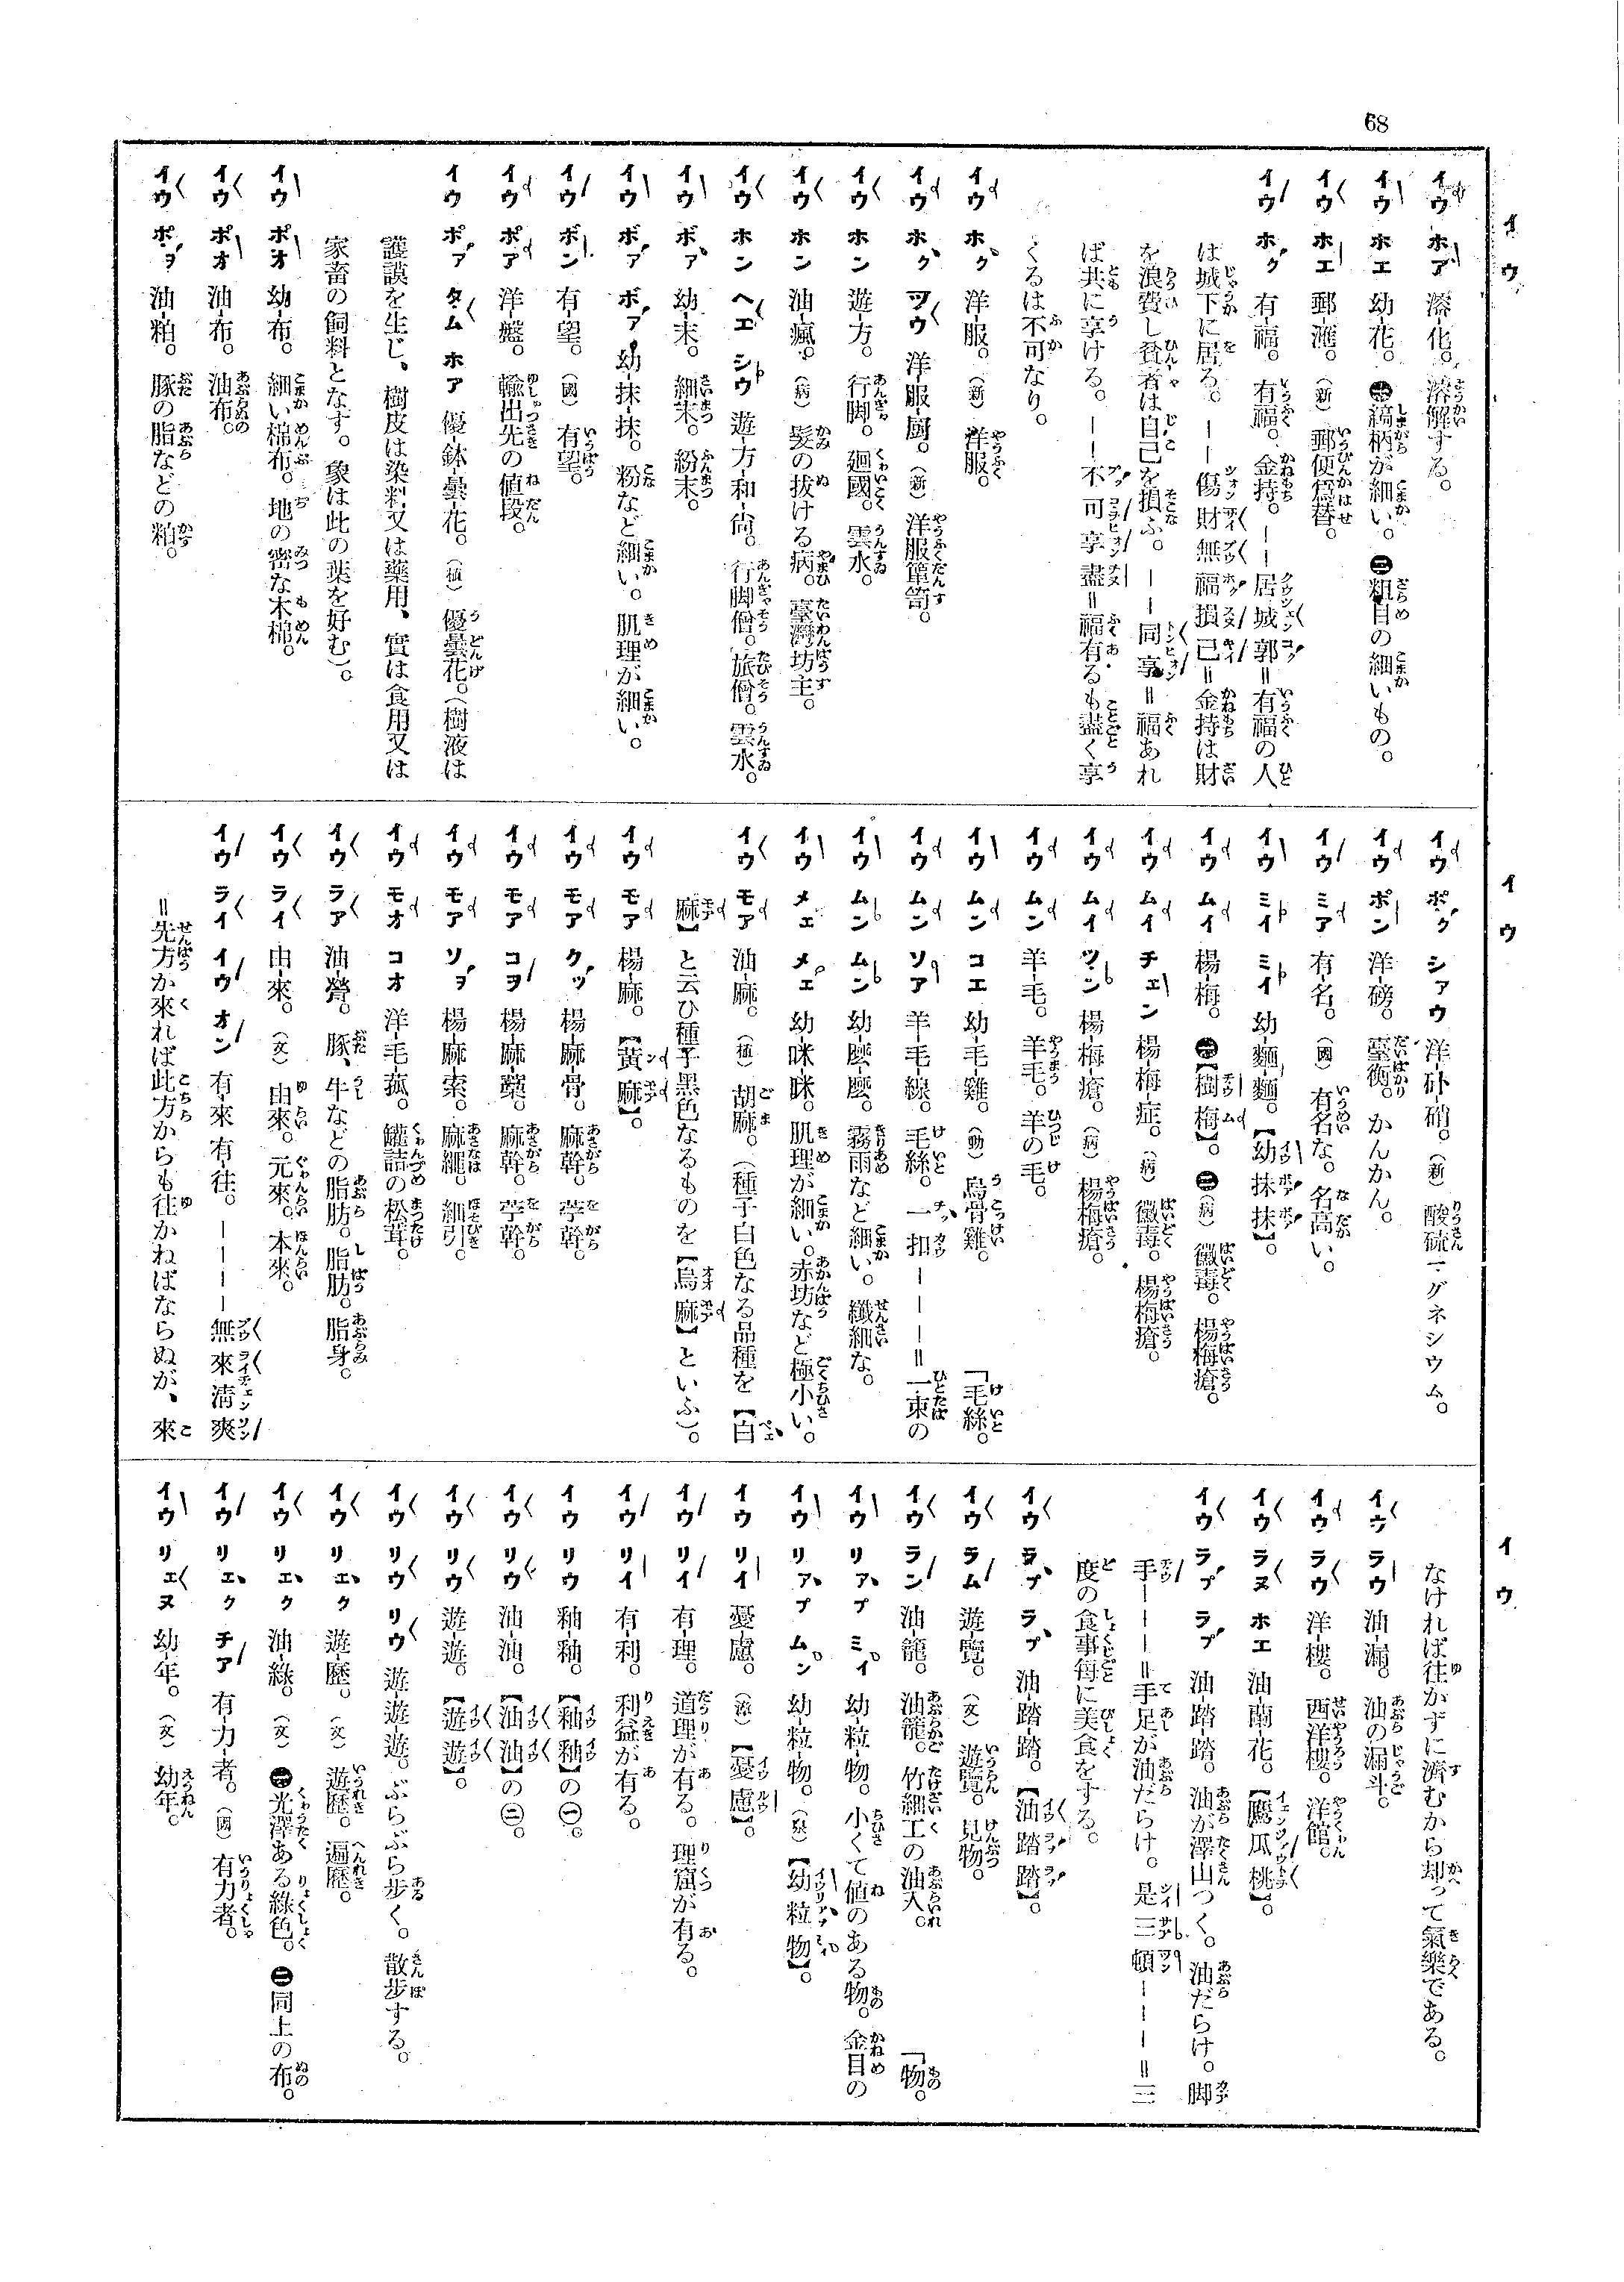 68
イウ
イウ ホア 溶-化。溶解する。
イウ ホエ 幼-花。㊀縞柄が細い。㊁粗目の細いもの。
イウ ホエ 郵-滙。（新）郵便爲替。
イウ ホク 有-福。有福。金持。——居城郭＝有福の人
は城下に居る。——傷財無福損己＝金持は財
を浪費し貧者は自己を損ふ。——同享＝福あれ
ば共に享ける。——不可享盡＝福有るも盡く享
くるは不可なり。
イウ ホク 洋-服。（新）洋服。
イウ ホク ツウ 洋-服-厨。（新）洋服簞笥。
イウ ホン 遊-方。行脚。廻國。雲水。
イウ ホン 油-瘋。（病）髮の拔ける病。臺灣坊主。
イウ ホン ヘエ シウ 遊-方-和-尙。行脚僧。旅僧。雲水。
イウ ボァ 幼-末。細末。紛末。
イウ ボァ ボァ 幼-抹-抹。粉など細い。肌理が細い。
イウ ボン 有-望。（國）有望。
イウ ボア 洋-盤。輸出先の値段。
イウ ポァ タム ホア 優-鉢-曇-花。（植）優曇花。（樹液は
護謨を生じ、樹皮は染料又は藥用、實は食用又は
家畜の飼料となす。象は此の葉を好む）。
イウ ポオ 幼-布。細い棉布。地の密な木棉。
イウ ポオ 油-布。油布。
イウ ポヲ 油-粕。豚の脂などの粕。
イウ
イウ ポク シァウ 洋-砵-硝。（新）酸硫マグネシウム。
イウ ポン 洋-磅。臺衡。かんかん。
イウ ミア 有-名。（國）有名な。名高い。
イウ ミイ ミイ 幼-麵-麵。【幼抹抹】。
イウ ムイ 楊-梅。㊀【樹梅】。㊁（病）黴毒。楊梅瘡。
イウ ムイ チェン 楊-梅-症。（病）黴毒。楊梅瘡。
イウ ムイ ツン 楊-梅-瘡。（病）楊梅瘡。
イウ ムン 羊-毛。羊毛。羊の毛。
イウ ムン コエ 幼-毛-雞。（動）烏骨雞。「毛絲。
イウ ムン ソア 羊-毛-線。毛絲。一扣———＝一束の
イウ ムン ムン 幼-麼-麼。霧雨など細い。纖細な。
イウ メェ メェ 幼-咪-咪。肌理が細い。赤坊など極小い。
イウ モア 油-麻。（植）胡麻。（種子白色なる品種を【白
麻】と云ひ種子黑色なるものを【烏麻】といふ）。
イウ モア 楊-麻。【黃麻】。
イウ モア クッ 楊-麻-骨。麻幹。苧幹。
イウ モア コヲ 楊-麻-藁。麻幹。苧幹。
イウ モア ソヲ 楊-麻-索。麻繩。細引。
イウ モオ コオ 洋-毛-菰。罐詰の松茸。
イウ ラア 油-膋。豚、牛などの脂肪。脂肪。脂身。
イウ ライ 由-來。（文）由來。元來。本來。
イウ ライ イウ オン 有-來有-往。————無來淸爽
＝先方か來れば此方からも往かねばならぬが、來
イウ
なければ往かずに濟むから却って氣樂である。
イウ ラウ 油-漏。油の漏斗。
イウ ラウ 洋-樓。西洋樓。洋館。
イウ ラヌ ホエ 油-蘭-花。【鷹瓜桃】。
イウ ラプ ラプ 油-踏-踏。油が澤山つく。油だらけ。脚
手———＝手足が油だらけ。是三頓———＝三
度の食事每に美食をする。
イウ ラプ ラプ 油-踏-踏。【油踏踏】。
イウ ラム 遊-覽。（文）遊覽。見物。
イウ ラン 油-籠。油籠。竹細工の油入。「物。
イウ リアプ ミイ 幼-粒-物。小くて値のある物。金目の
イウ リアプ ムン 幼-粒-物。（泉）【幼粒物】。
イウ リイ 憂-慮。（漳）【憂慮】。
イウ リイ 有-理。道理が有る。理窟が有る。
イウ リイ 有-利。利益が有る。
イウ リウ 釉-釉。【釉釉】の㊀。
イウ リウ 油-油。【油油】の㊁。
イウ リウ 遊-遊。【遊遊】。
イウ リウ リウ 遊-遊-遊。ぶらぶら步く。散步する。
イウ リエク 遊-歷。（文）遊歷。遍歷。
イウ リエク 油-綠。（文）㊀光澤ある綠色。㊁同上の布。
イウ リエク チア 有-力-者。（國）有力者。
イウ リエヌ 幼-年。（文）幼年。